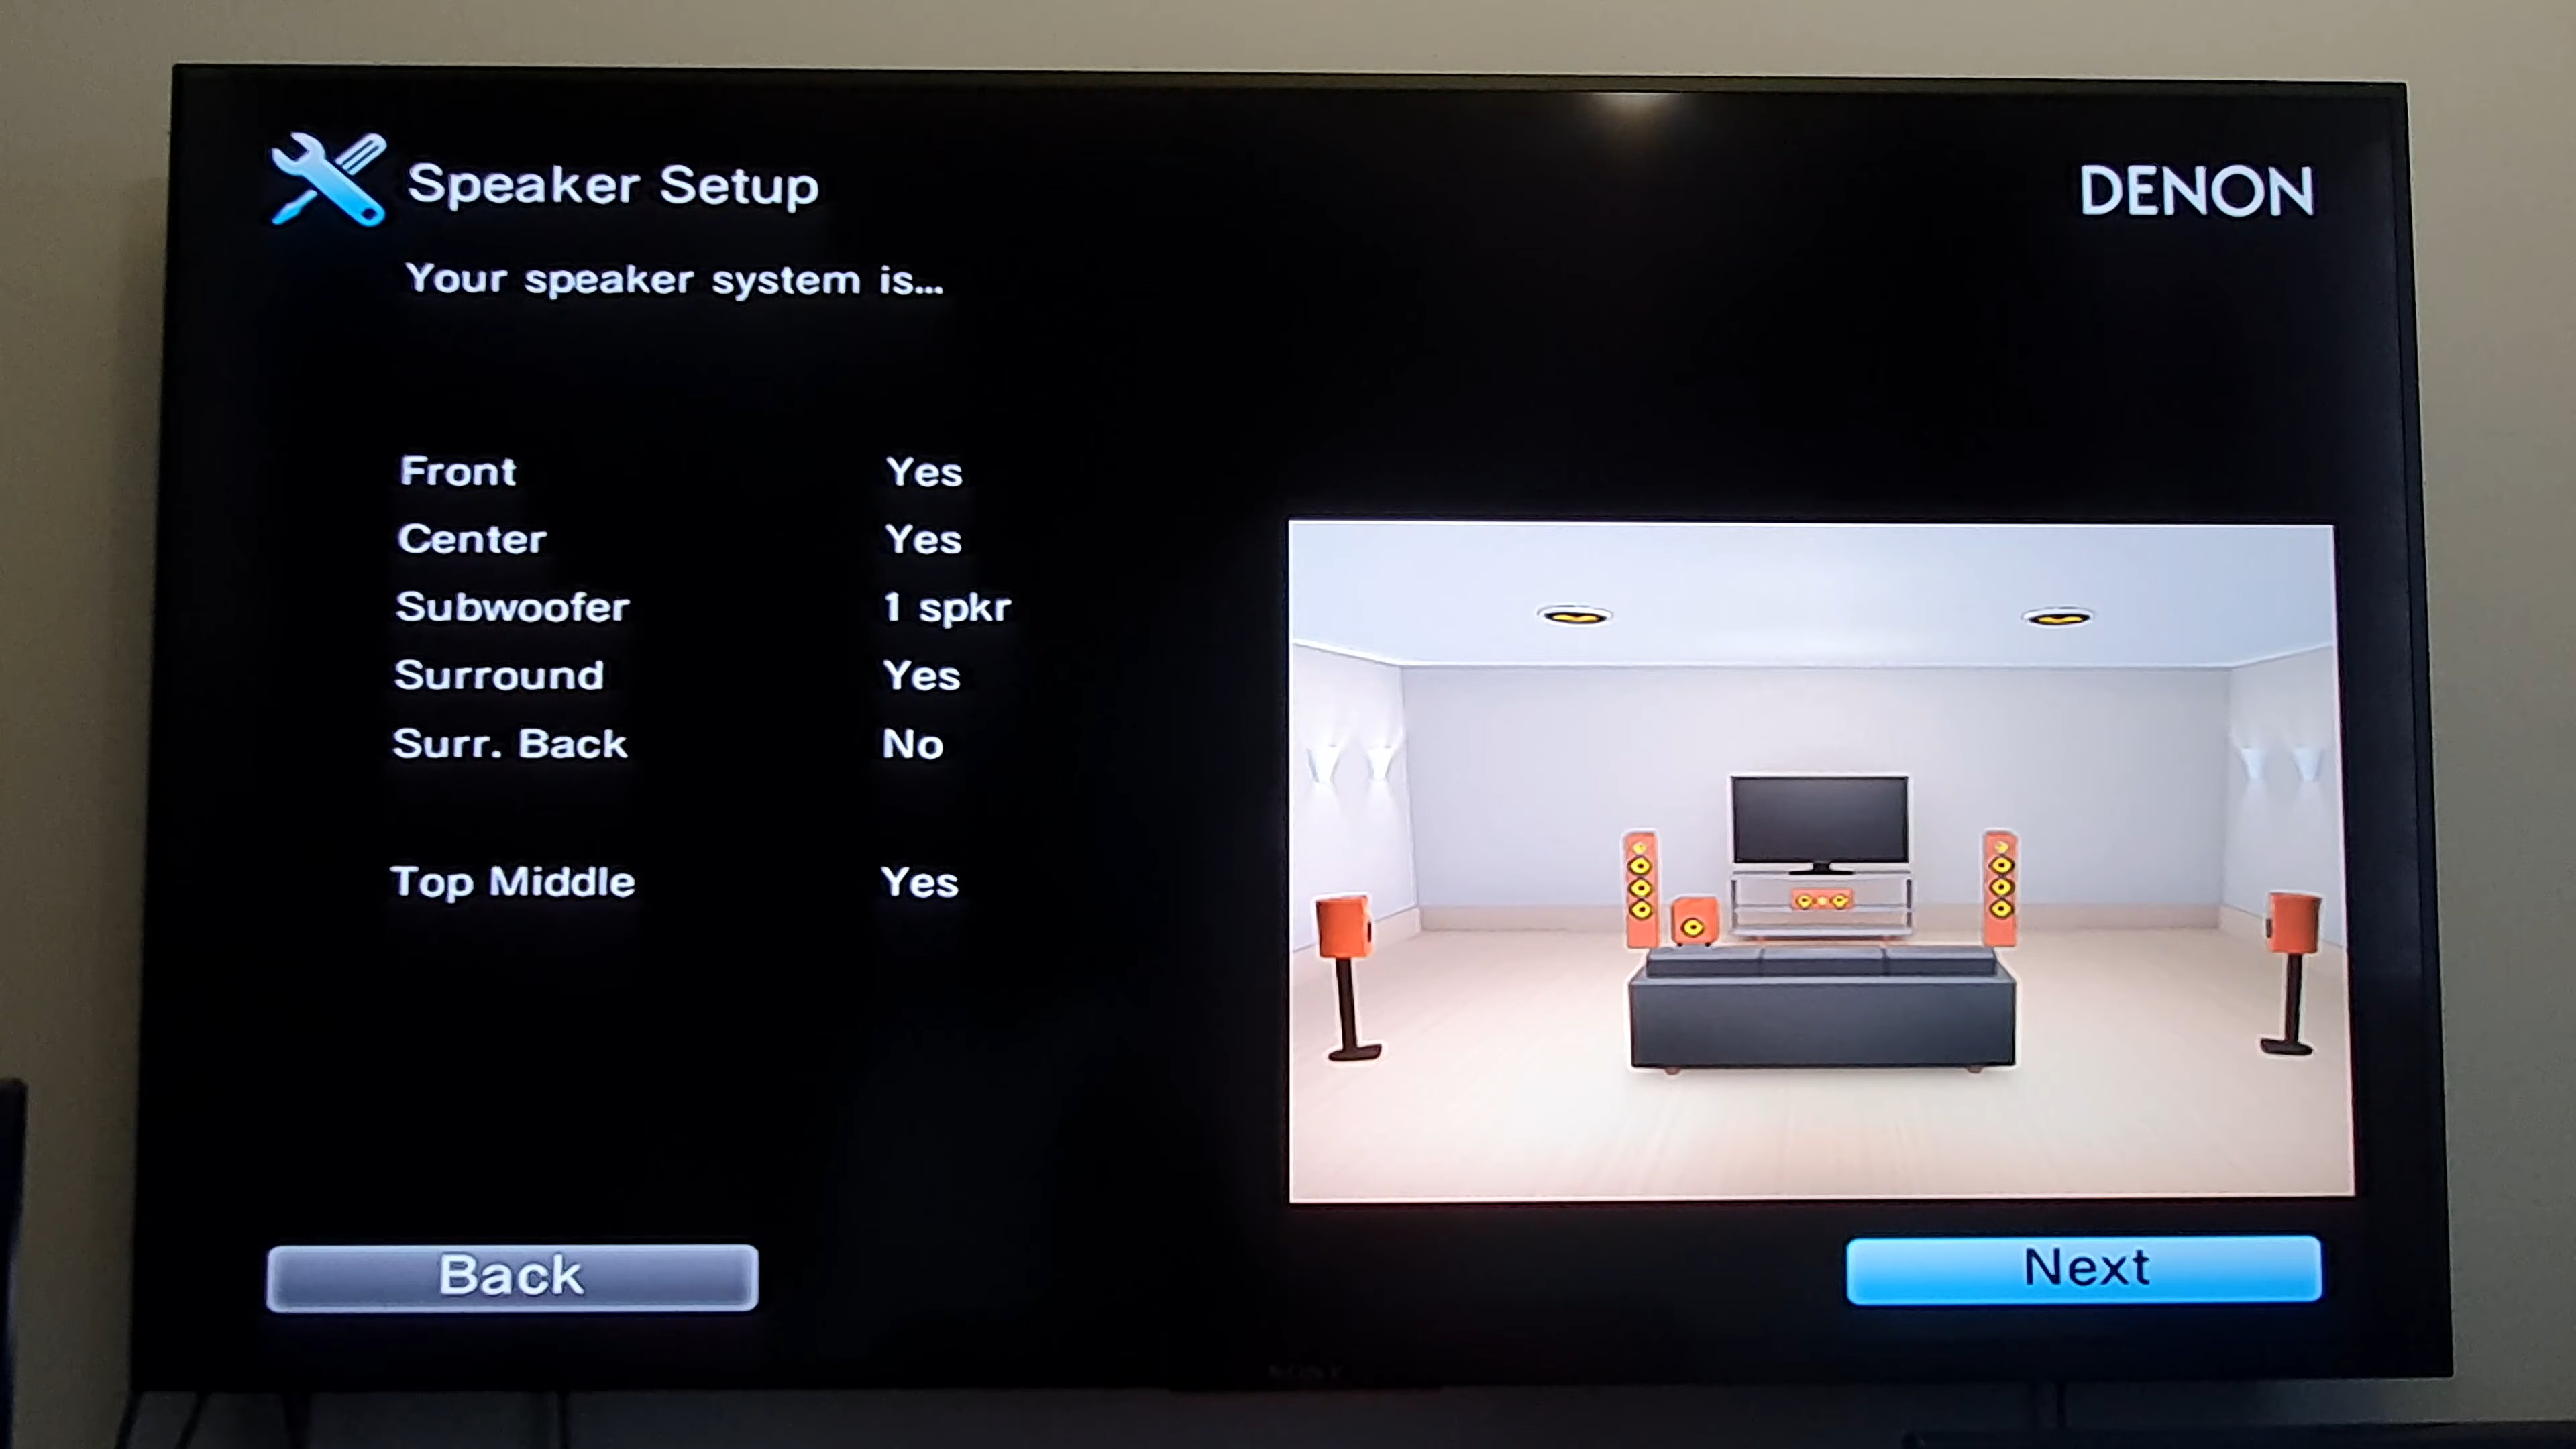 Speaker Setup
DENON
Your speaker system is...
Front Yes
Center Yes
Subwoofer 1 spkr
Surround Yes
Surr. Back No
Top Middle Yes
Back
Next
SONY